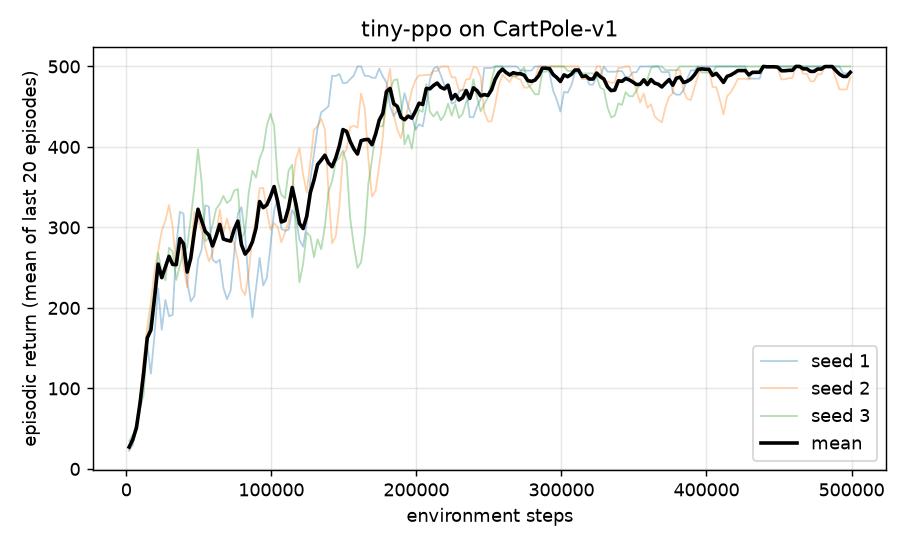 tiny-ppo on CartPole-v1
episodic return (mean of last 20 episodes)
500
400
300
200
100
0
0 100000 200000 300000 400000 500000
environment steps
seed 1
seed 2
seed 3
mean